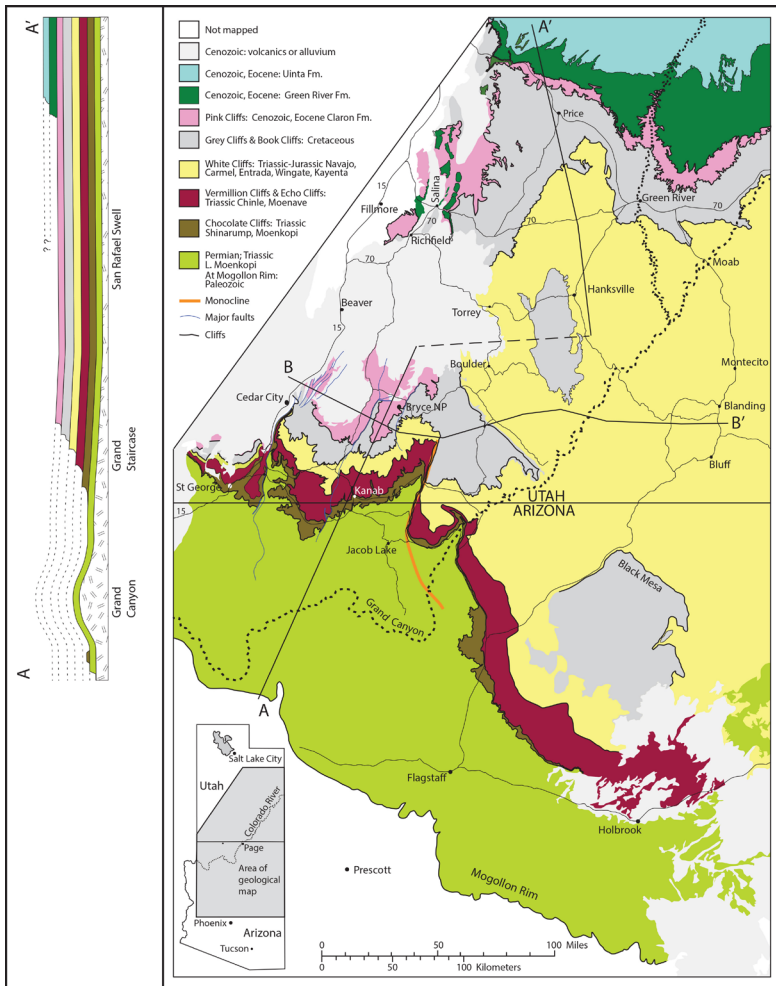 A'
San Rafael Swell
? ?
Grand
Staircase
Grand
Canyon
A
Not mapped
Cenozoic: volcanics or alluvium
Cenozoic, Eocene: Uinta Fm.
Cenozoic, Eocene: Green River Fm.
Pink Cliffs: Cenozoic, Eocene Claron Fm.
Grey Cliffs & Book Cliffs: Cretaceous
White Cliffs: Triassic-Jurassic Navajo,
Carmel, Entrada, Wingate, Kayenta
Vermillion Cliffs & Echo Cliffs:
Triassic Chinle, Moenave
Chocolate Cliffs: Triassic
Shinarump, Moenkopi
Permian; Triassic
L. Moenkopi
At Mogollon Rim:
Paleozoic
Monocline
Major faults
Cliffs
A'
Price
15
Salina
Fillmore
70
Richfield
Green River
70
70
70
Moab
Hanksville
Beaver
Torrey
15
Boulder
Montecito
B
Cedar City
Bryce NP
Blanding
B'
Bluff
St George
Kanab
UTAH
ARIZONA
15
Jacob Lake
Black Mesa
Grand Canyon
A
Flagstaff
Holbrook
Prescott
Mogollon Rim
Salt Lake City
Utah
Colorado River
Page
Area of
geological
map
Phoenix
Arizona
Tucson
0 50 100 Miles
0 50 100 Kilometers